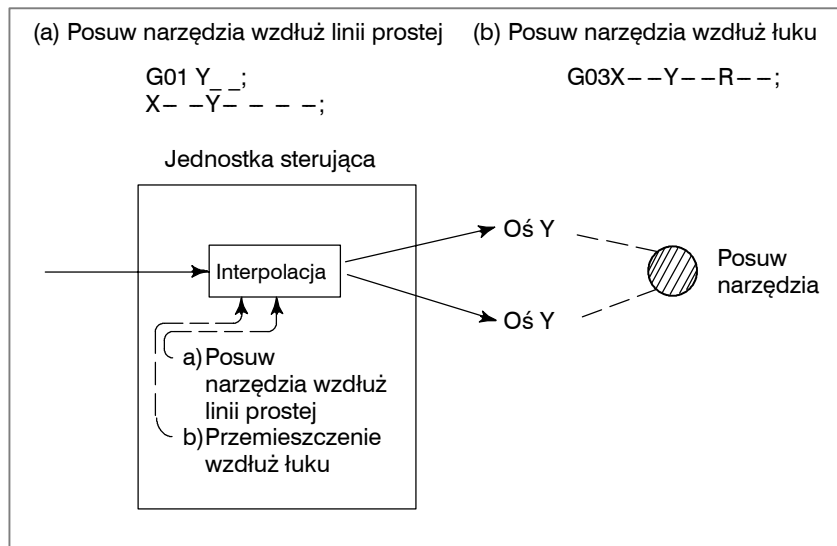 (a) Posuw narzędzia wzdłuż linii prostej
(b) Posuw narzędzia wzdłuż łuku
G01 Y_ _;
X– –Y– – – –;
G03X––Y––R––;
Jednostka sterująca
Interpolacja
Oś Y
Oś Y
Posuw
narzędzia
a) Posuw
narzędzia wzdłuż
linii prostej
b) Przemieszczenie
wzdłuż łuku